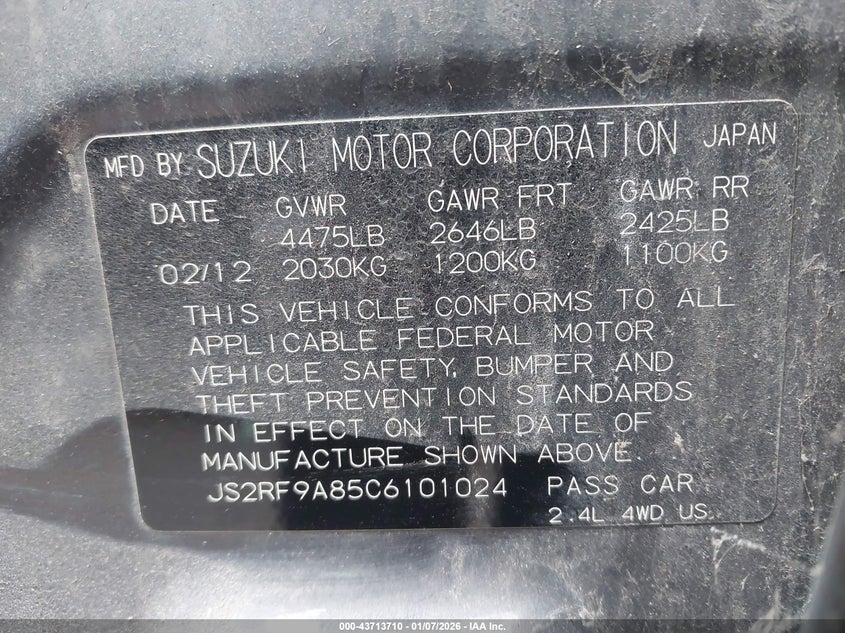 MFD BY SUZUKI MOTOR CORPORATION JAPAN
DATE GVWR GAWR FRT GAWR RR
4475LB 2646LB 2425LB
02/12 2030KG 1200KG 1100KG
THIS VEHICLE CONFORMS TO ALL
APPLICABLE FEDERAL MOTOR
VEHICLE SAFETY, BUMPER AND
THEFT PREVENTION STANDARDS
IN EFFECT ON THE DATE OF
MANUFACTURE SHOWN ABOVE.
JS2RF9A85C6101024 PASS CAR
2.4L 4WD US.
000-43713710 | 01/07/2026 - IAA Inc.